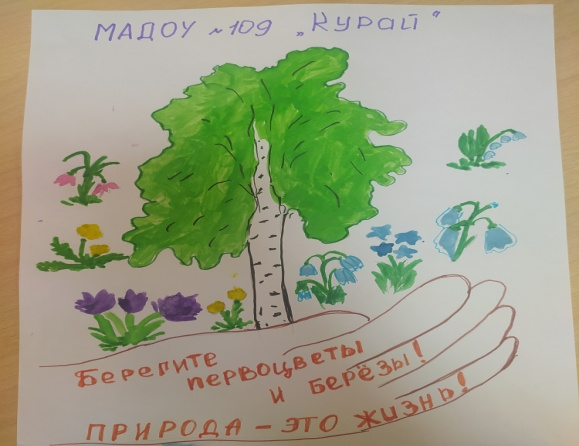 МАДОУ №109 „Курай"
Берегите
первоцветы
и берёзы!
ПРИРОДА – ЭТО жизнь!